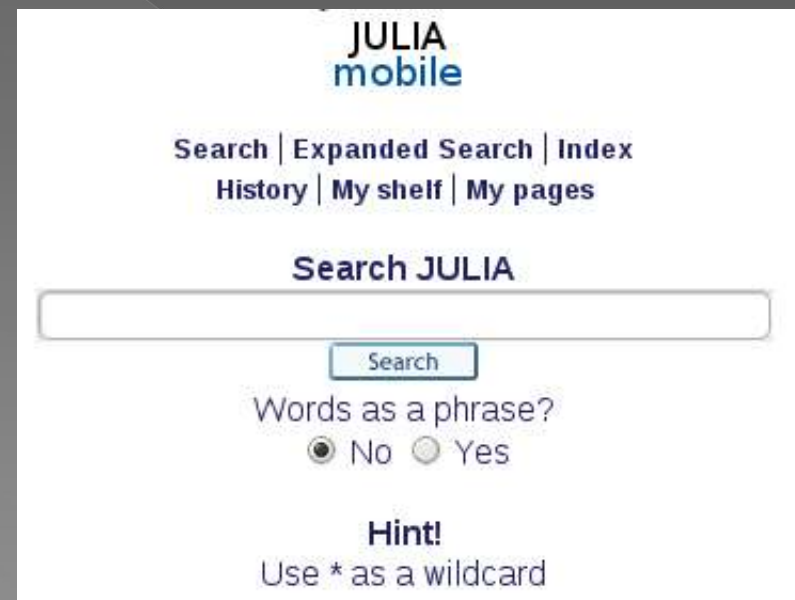 JULIA
mobile
Search | Expanded Search | Index
History | My shelf | My pages
Search JULIA
Search
Words as a phrase?
No Yes
Hint!
Use * as a wildcard